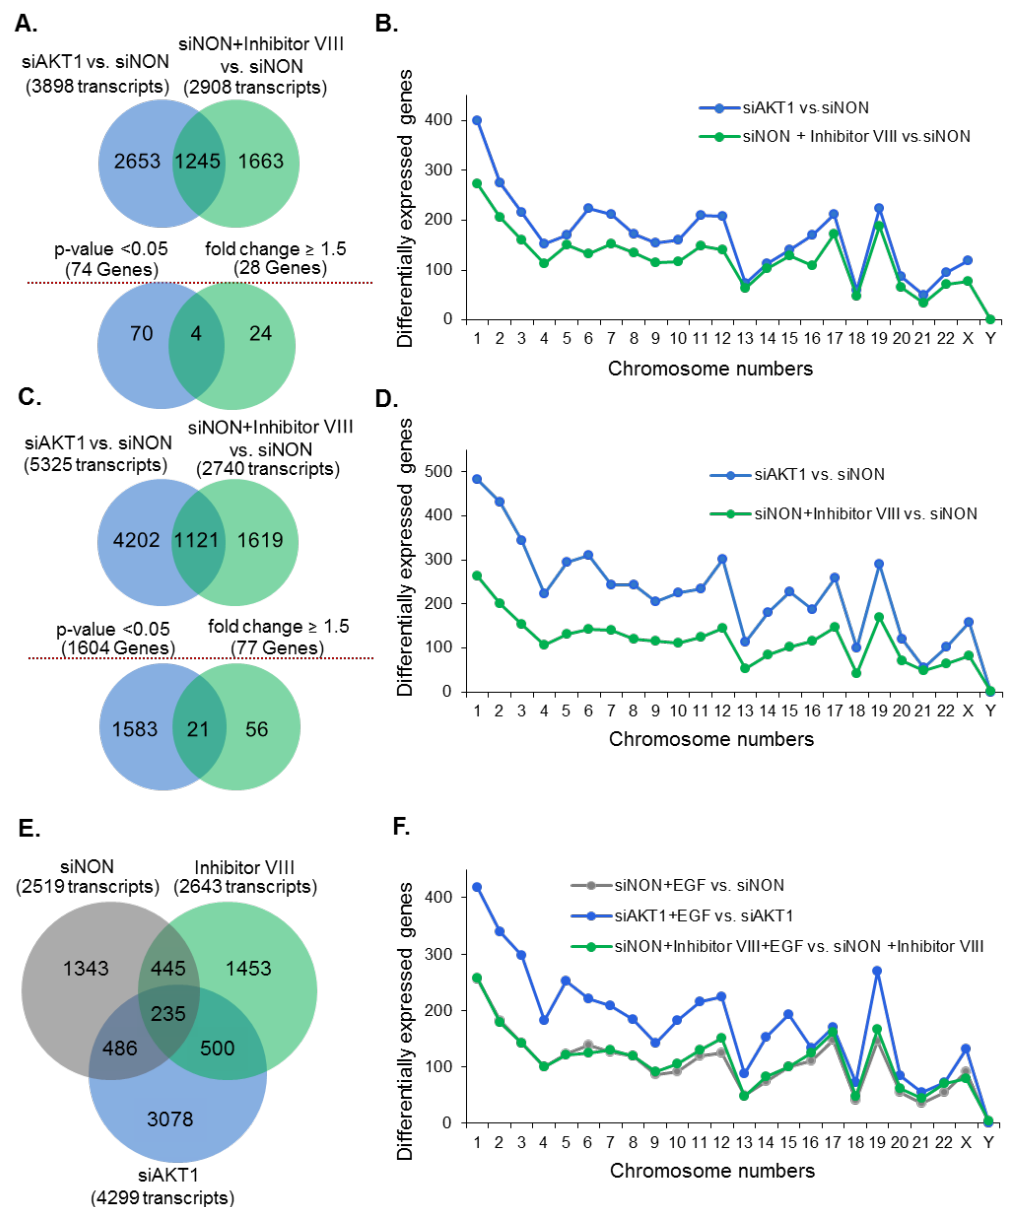 A.
siAKT1 vs. siNON
(3898 transcripts)
siNON+Inhibitor VIII
vs. siNON
(2908 transcripts)
2653 1245 1663
p-value <0.05
(74 Genes)
fold change ≥ 1.5
(28 Genes)
70 4 24
B.
Differentially expressed genes
400
300
200
100
0
siAKT1 vs.siNON
siNON + Inhibitor VIII vs.siNON
1 2 3 4 5 6 7 8 9 10 11 12 13 14 15 16 17 18 19 20 21 22 X Y
Chromosome numbers
C.
siAKT1 vs. siNON
(5325 transcripts)
siNON+Inhibitor VIII
vs. siNON
(2740 transcripts)
4202 1121 1619
p-value <0.05
(1604 Genes)
fold change ≥ 1.5
(77 Genes)
1583 21 56
D.
Differentially expressed genes
500
400
300
200
100
0
siAKT1 vs. siNON
siNON+Inhibitor VIII vs. siNON
1 2 3 4 5 6 7 8 9 10 11 12 13 14 15 16 17 18 19 20 21 22 X Y
Chromosome numbers
E.
siNON
(2519 transcripts)
Inhibitor VIII
(2643 transcripts)
1343 445 1453
235
486 500
3078
siAKT1
(4299 transcripts)
F.
Differentially expressed genes
400
300
200
100
0
siNON+EGF vs. siNON
siAKT1+EGF vs. siAKT1
siNON+Inhibitor VIII+EGF vs. siNON +Inhibitor VIII
1 2 3 4 5 6 7 8 9 10 11 12 13 14 15 16 17 18 19 20 21 22 X Y
Chromosome numbers